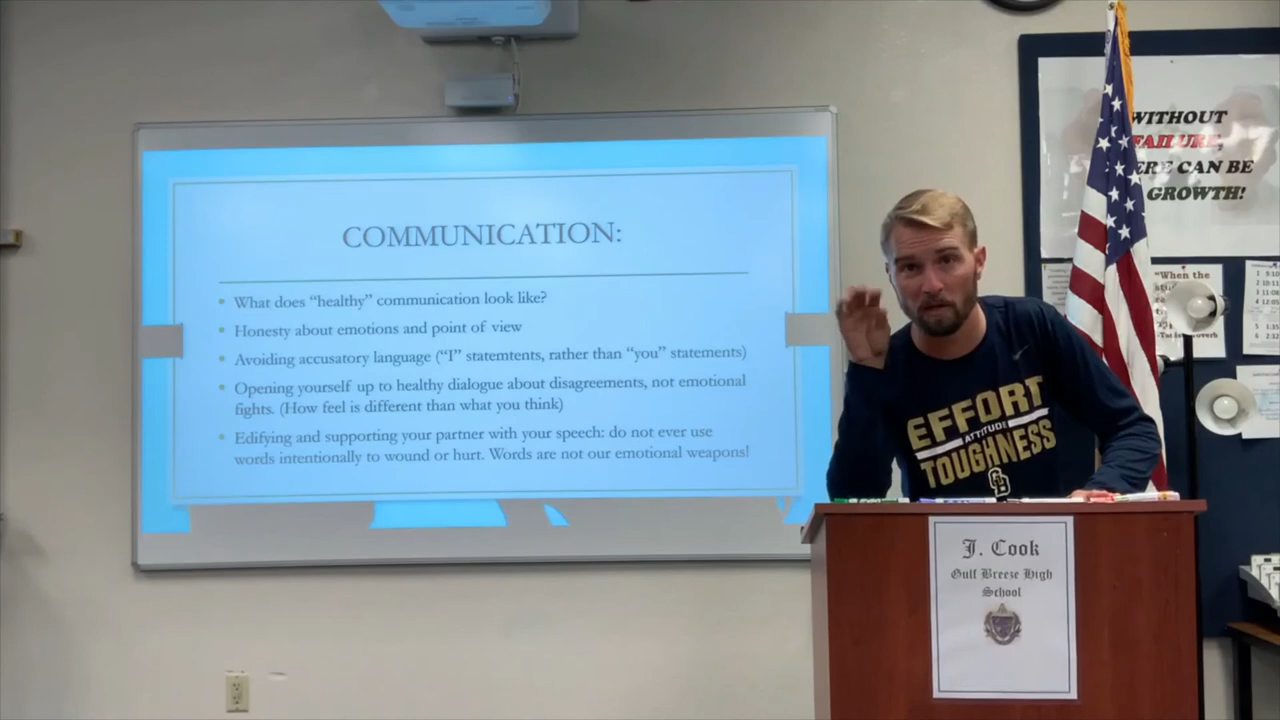 COMMUNICATION:
What does “healthy” communication look like?
Honesty about emotions and point of view
Avoiding accusatory language (“I” statemtents, rather than “you” statements)
Opening yourself up to healthy dialogue about disagreements, not emotional
fights. (How feel is different than what you think)
Edifying and supporting your partner with your speech: do not ever use
words intentionally to wound or hurt. Words are not our emotional weapons!
WITHOUT
FAILURE,
ERE CAN BE
GROWTH!
"When the
EFFORT
ATTITUDE
TOUGHNESS
GB
J. Cook
Gulf Breeze High
School